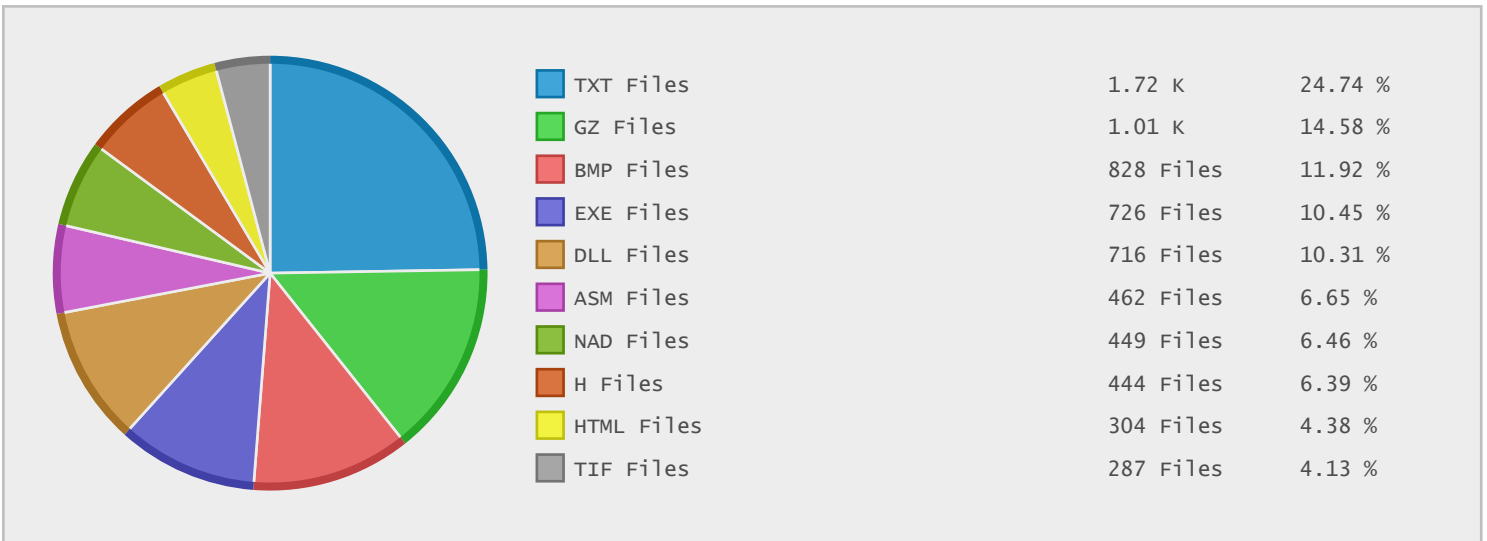 TXT Files 1.72 K 24.74 %
GZ Files 1.01 K 14.58 %
BMP Files 828 Files 11.92 %
EXE Files 726 Files 10.45 %
DLL Files 716 Files 10.31 %
ASM Files 462 Files 6.65 %
NAD Files 449 Files 6.46 %
H Files 444 Files 6.39 %
HTML Files 304 Files 4.38 %
TIF Files 287 Files 4.13 %